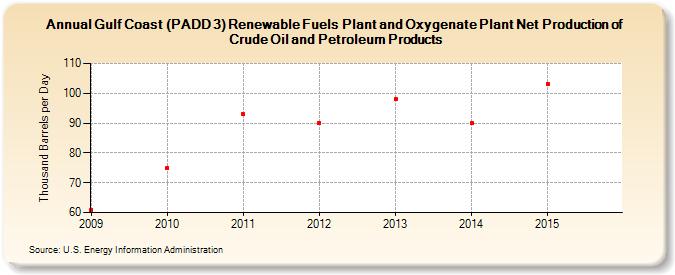 Annual Gulf Coast (PADD 3) Renewable Fuels Plant and Oxygenate Plant Net Production of
Crude Oil and Petroleum Products
Thousand Barrels per Day
110
100
90
80
70
60
2009 2010 2011 2012 2013 2014 2015
Source: U.S. Energy Information Administration